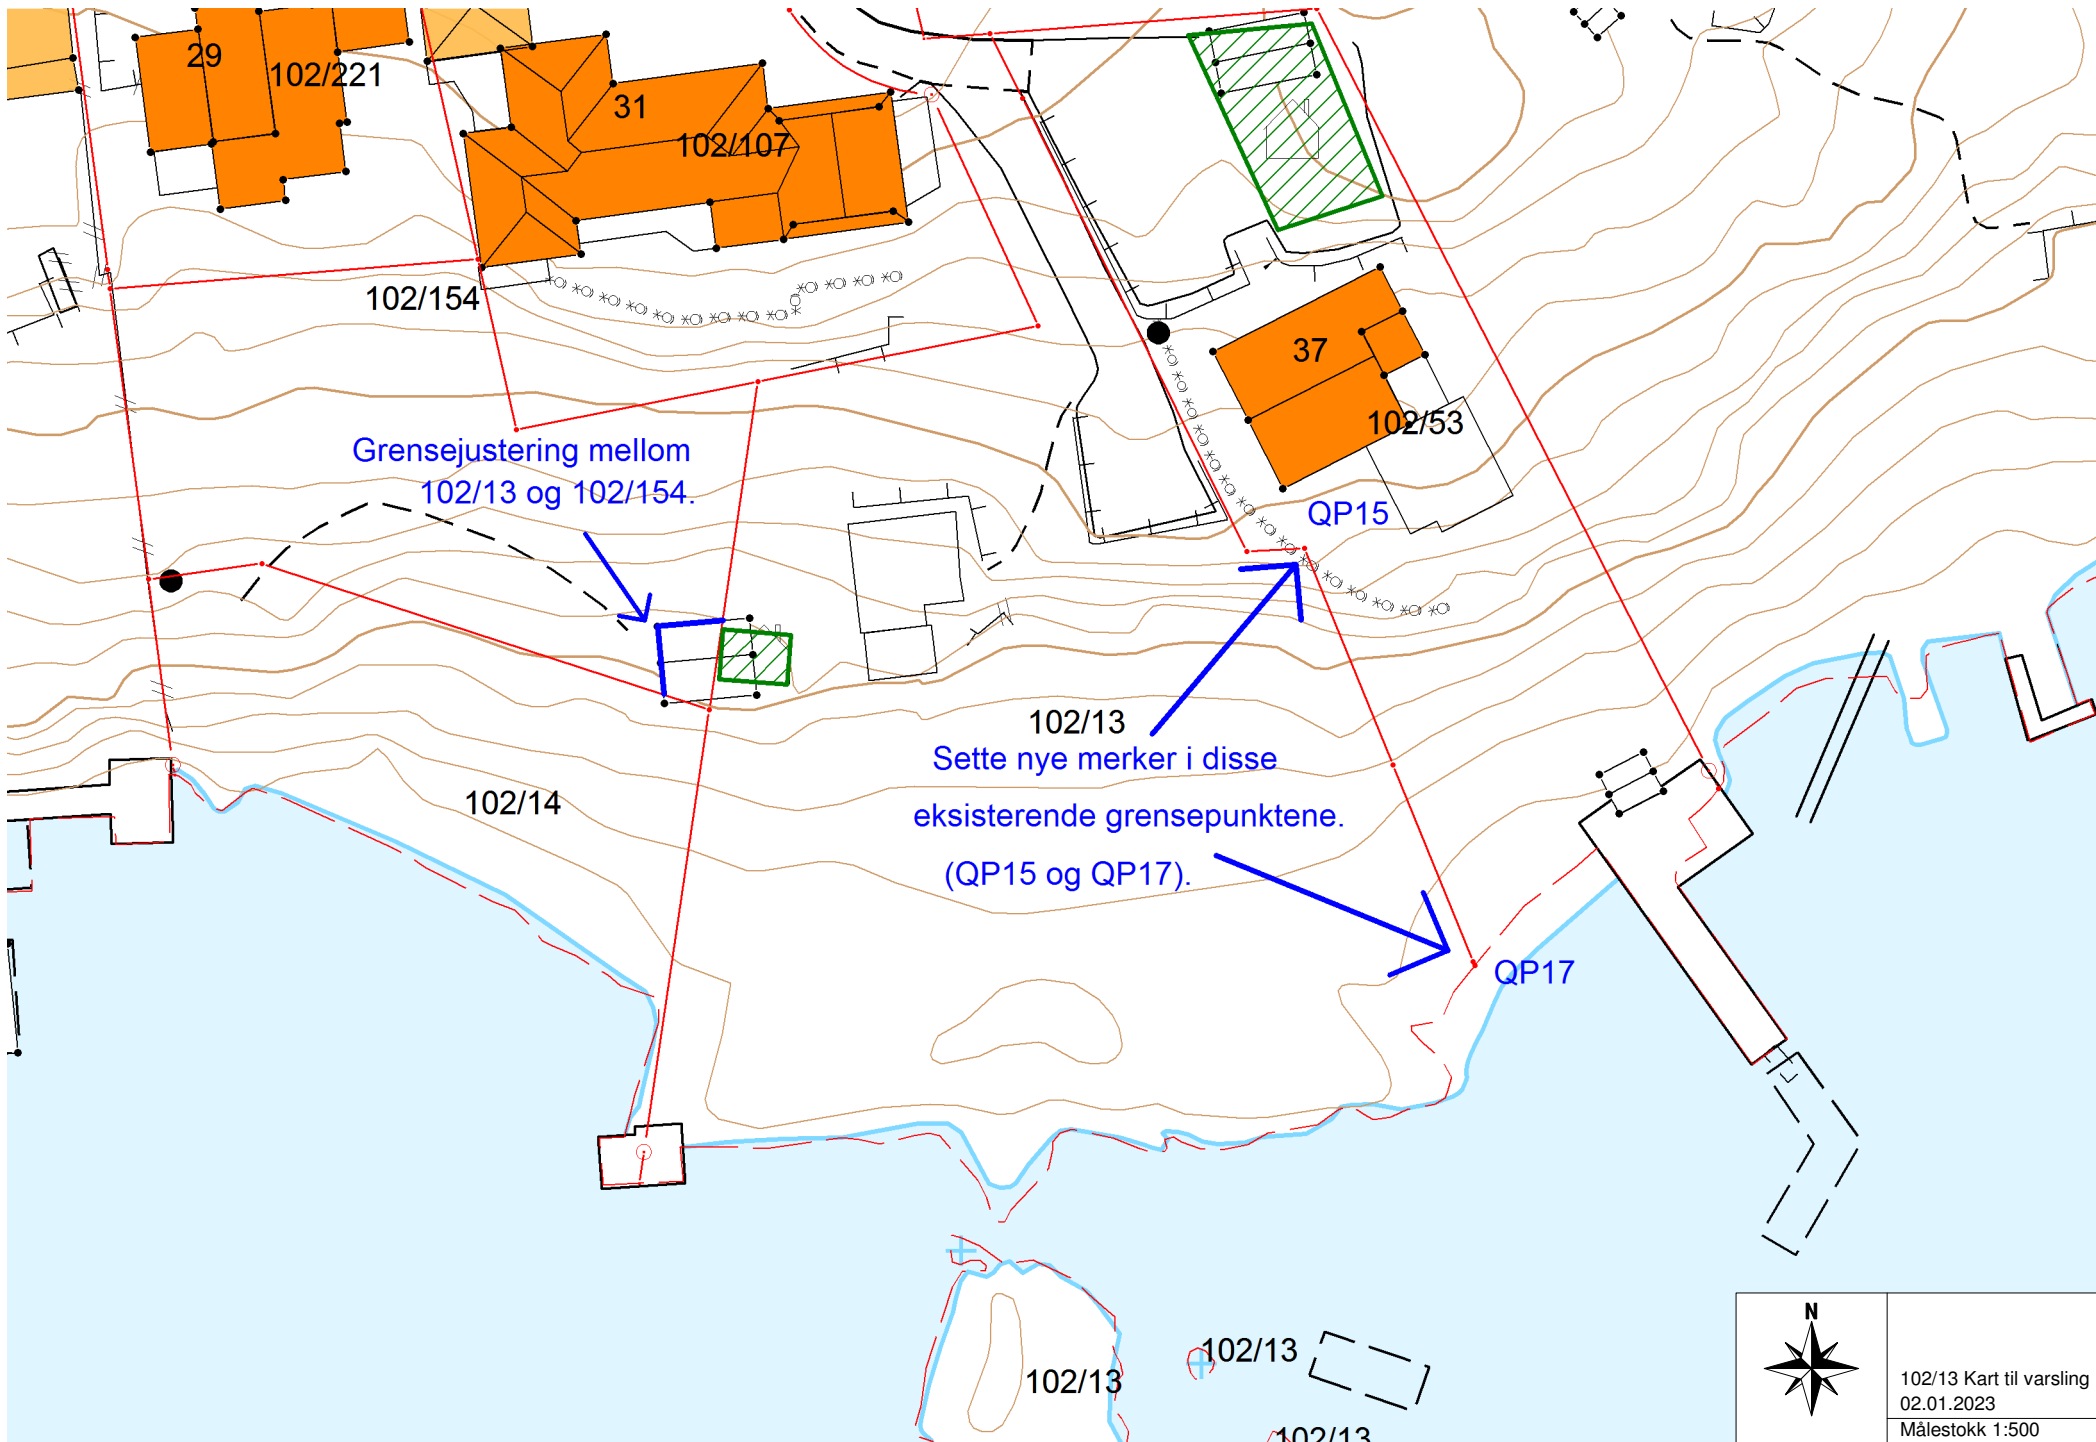 29
102/221
31
102/107
102/154
37
102/53
Grensejustering mellom
102/13 og 102/154.
QP15
102/13
Sette nye merker i disse
eksisterende grensepunktene.
(QP15 og QP17).
102/14
QP17
102/13
102/13
102/13
N
102/13 Kart til varsling
02.01.2023
Målestokk 1:500